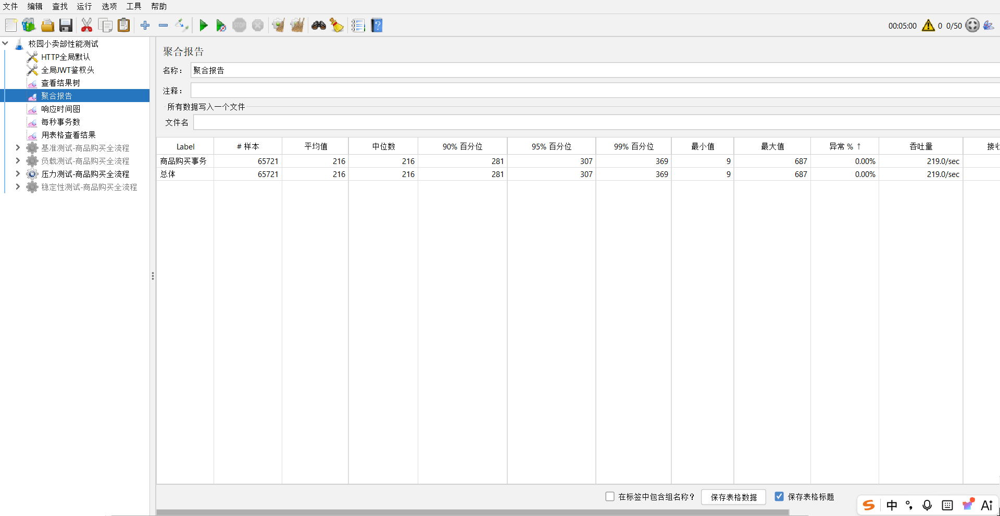 文件 编辑 查找 运行 选项 工具 帮助
STOP
00:05:00 0 0/50
校园小卖部性能测试
HTTP全局默认
全局JWT鉴权头
查看结果树
聚合报告
响应时间图
每秒事务数
用表格查看结果
基准测试-商品购买全流程
负载测试-商品购买全流程
压力测试-商品购买全流程
稳定性测试-商品购买全流程
聚合报告
名称： 聚合报告
注释：
所有数据写入一个文件
文件名
Label # 样本 平均值 中位数 90% 百分位 95% 百分位 99% 百分位 最小值 最大值 异常 % ↑ 吞吐量 接收
商品购买事务 65721 216 216 281 307 369 9 687 0.00% 219.0/sec
总体 65721 216 216 281 307 369 9 687 0.00% 219.0/sec
在标签中包含组名称？ 保存表格数据 保存表格标题
S 中 °, Ai